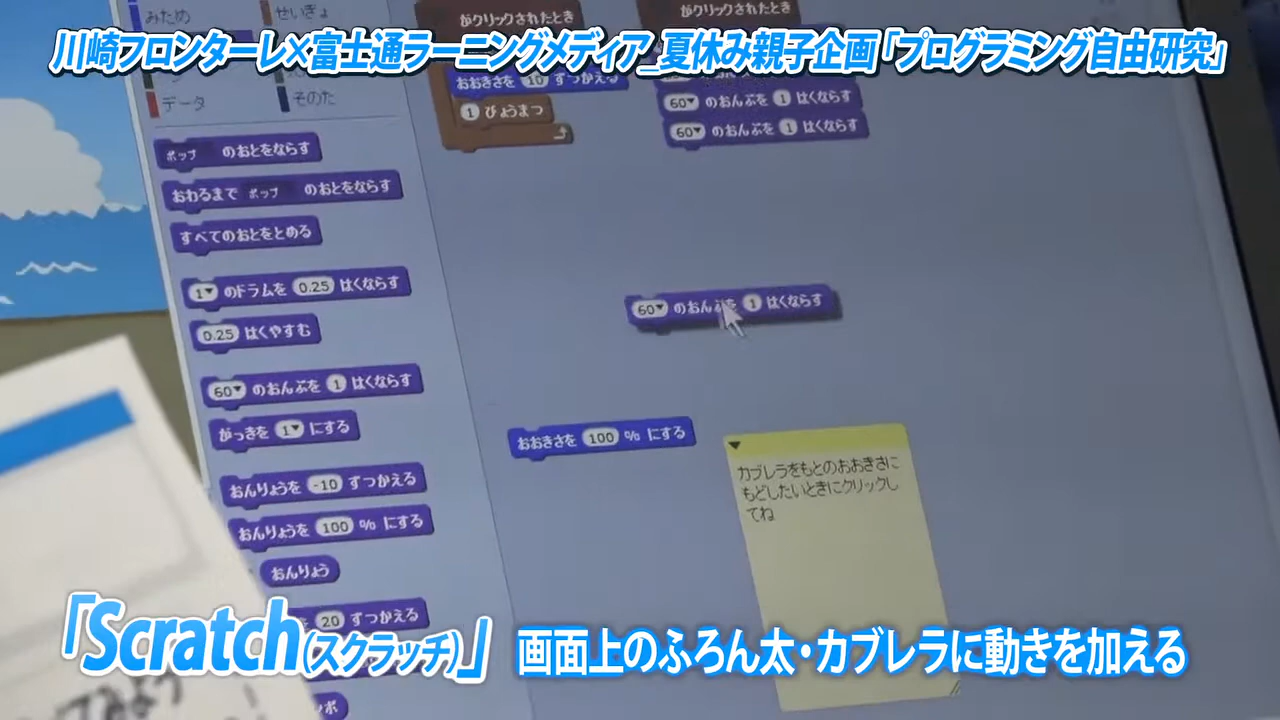 みため
せいぎょ
がクリックされたとき
がクリックされたとき
川崎フロンターレ×富士通ラーニングメディア_夏休み親子企画「プログラミング自由研究」
おおきさを 10 ずつかえる
1 びょうまつ
60▼ のおんぷを 1 はくならす
60▼ のおんぷを 1 はくならす
データ
そのた
ポップ のおとをならす
おわるまで ポップ のおとをならす
すべてのおとをとめる
1▼ のドラムを 0.25 はくならす
0.25 はくやすむ
60▼ のおんぷを 1 はくならす
60▼ のおんぷを 1 はくならす
がっきを 1▼ にする
おおきさを 100 % にする
カブレラをもとのおおきさに
もどしたいときにクリックし
てね
おんりょうを -10 ずつかえる
おんりょうを 100 % にする
おんりょう
20 ずつかえる
「Scratch(スクラッチ)」 画面上のふろん太・カブレラに動きを加える